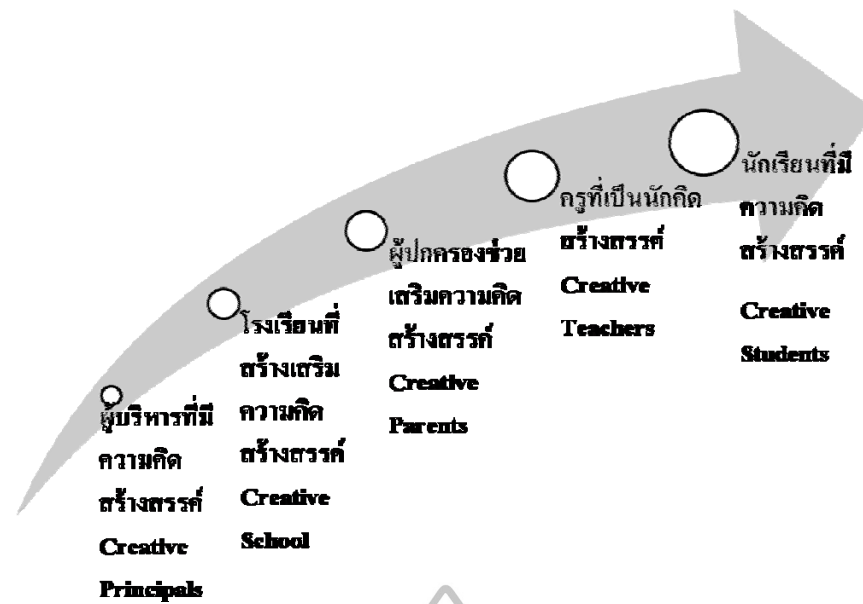 ผู้บริหารที่มี
ความคิด
สร้างสรรค์
Creative
Principals
โรงเรียนที่
สร้างเสริม
ความคิด
สร้างสรรค์
Creative
School
ผู้ปกครองช่วย
เสริมความคิด
สร้างสรรค์
Creative
Parents
ครูที่เป็นนักคิด
สร้างสรรค์
Creative
Teachers
นักเรียนที่มี
ความคิด
สร้างสรรค์
Creative
Students